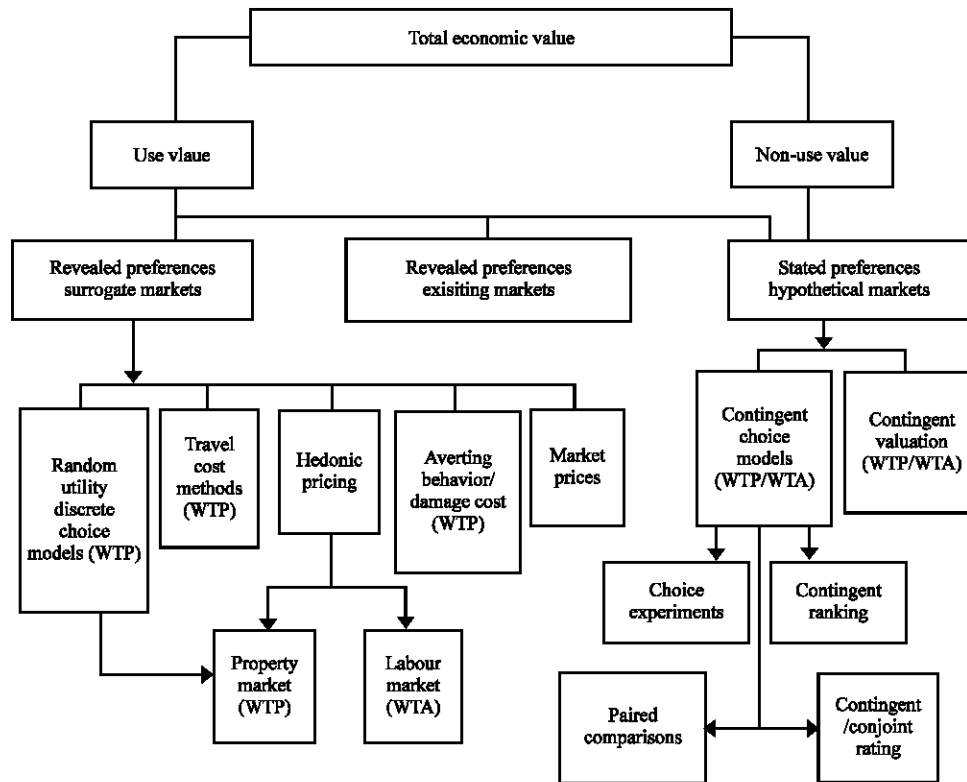 Total economic value
Use vlaue
Non-use value
Revealed preferences
surrogate markets
Revealed preferences
exisiting markets
Stated preferences
hypothetical markets
Random
utility
discrete
choice
models (WTP)
Travel
cost
methods
(WTP)
Hedonic
pricing
Averting
behavior/
damage cost
(WTP)
Market
prices
Contingent
choice
models
(WTP/WTA)
Contingent
valuation
(WTP/WTA)
Choice
experiments
Contingent
ranking
Property
market
(WTP)
Labour
market
(WTA)
Paired
comparisons
Contingent
/conjoint
rating